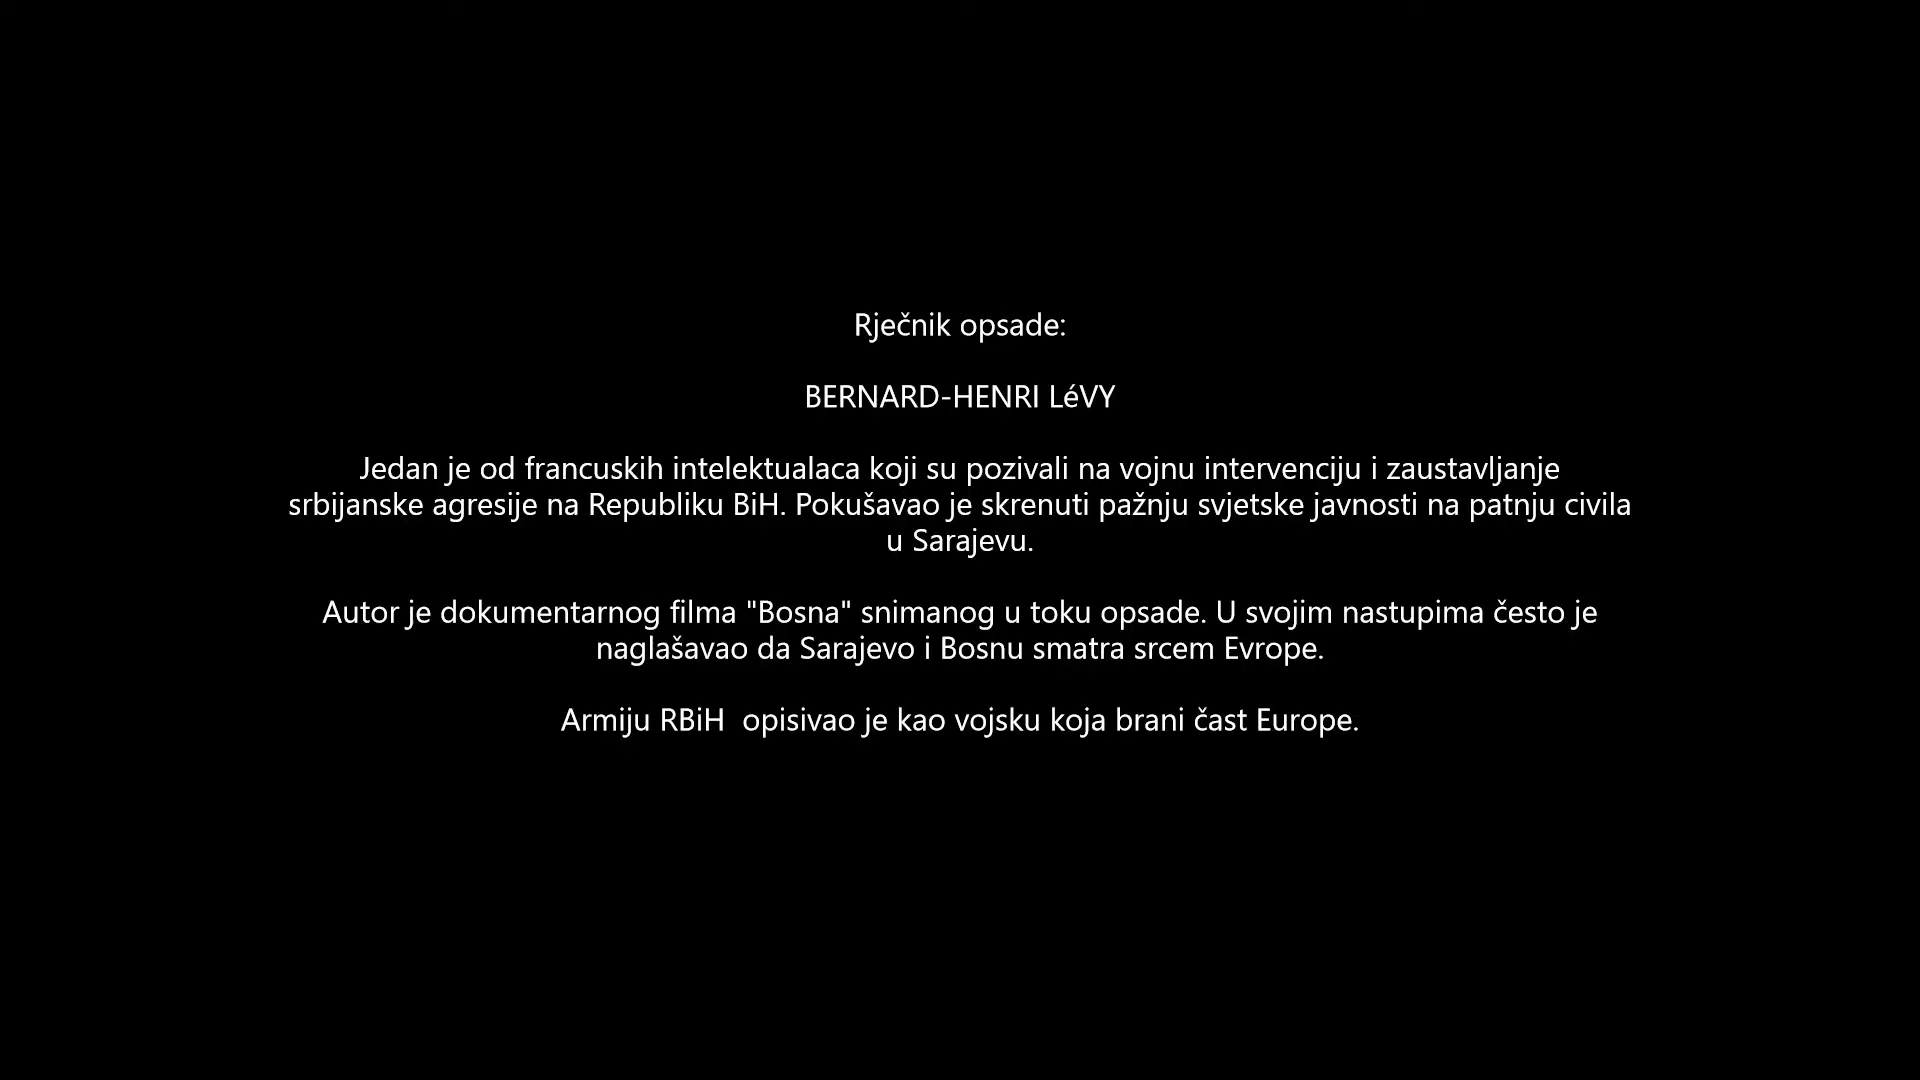 Rječnik opsade:
BERNARD-HENRI LéVY
Jedan je od francuskih intelektualaca koji su pozivali na vojnu intervenciju i zaustavljanje
srbijanske agresije na Republiku BiH. Pokušavao je skrenuti pažnju svjetske javnosti na patnju civila
u Sarajevu.
Autor je dokumentarnog filma "Bosna" snimanog u toku opsade. U svojim nastupima često je
naglašavao da Sarajevo i Bosnu smatra srcem Evrope.
Armiju RBiH  opisivao je kao vojsku koja brani čast Europe.